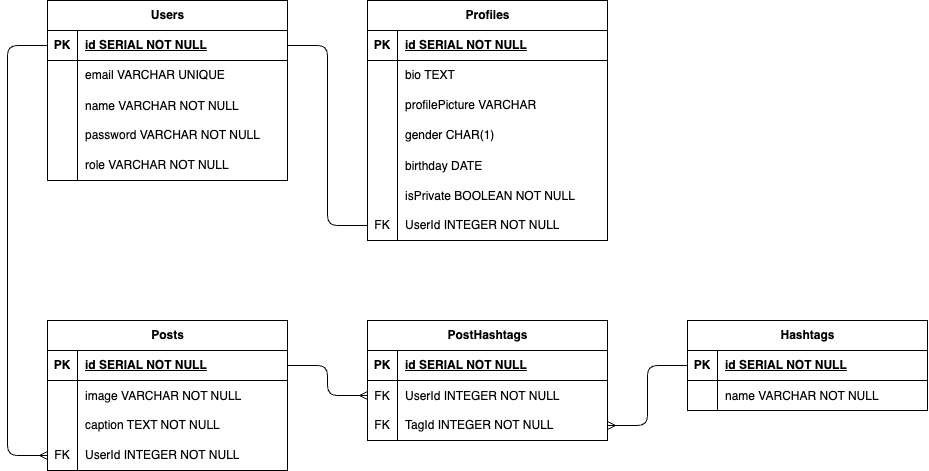 Users
PK id SERIAL NOT NULL
email VARCHAR UNIQUE
name VARCHAR NOT NULL
password VARCHAR NOT NULL
role VARCHAR NOT NULL
Profiles
PK id SERIAL NOT NULL
bio TEXT
profilePicture VARCHAR
gender CHAR(1)
birthday DATE
isPrivate BOOLEAN NOT NULL
FK UserId INTEGER NOT NULL
Posts
PK id SERIAL NOT NULL
image VARCHAR NOT NULL
caption TEXT NOT NULL
FK UserId INTEGER NOT NULL
PostHashtags
PK id SERIAL NOT NULL
FK UserId INTEGER NOT NULL
FK TagId INTEGER NOT NULL
Hashtags
PK id SERIAL NOT NULL
name VARCHAR NOT NULL